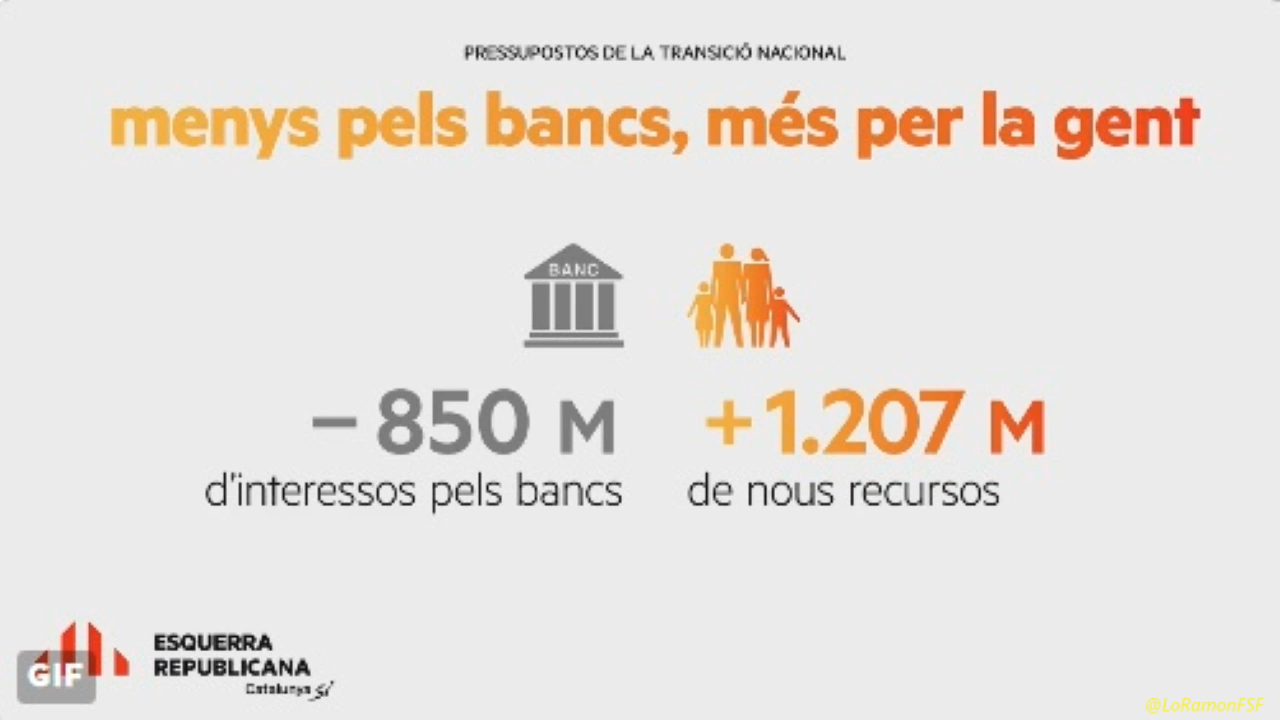 PRESSUPOSTOS DE LA TRANSICIÓ NACIONAL
menys pels bancs, més per la gent
BANC
– 850 M
d'interessos pels bancs
+1.207 M
de nous recursos
ESQUERRA
REPUBLICANA
Catalunya Sí
GIF
@LoRamonFSF